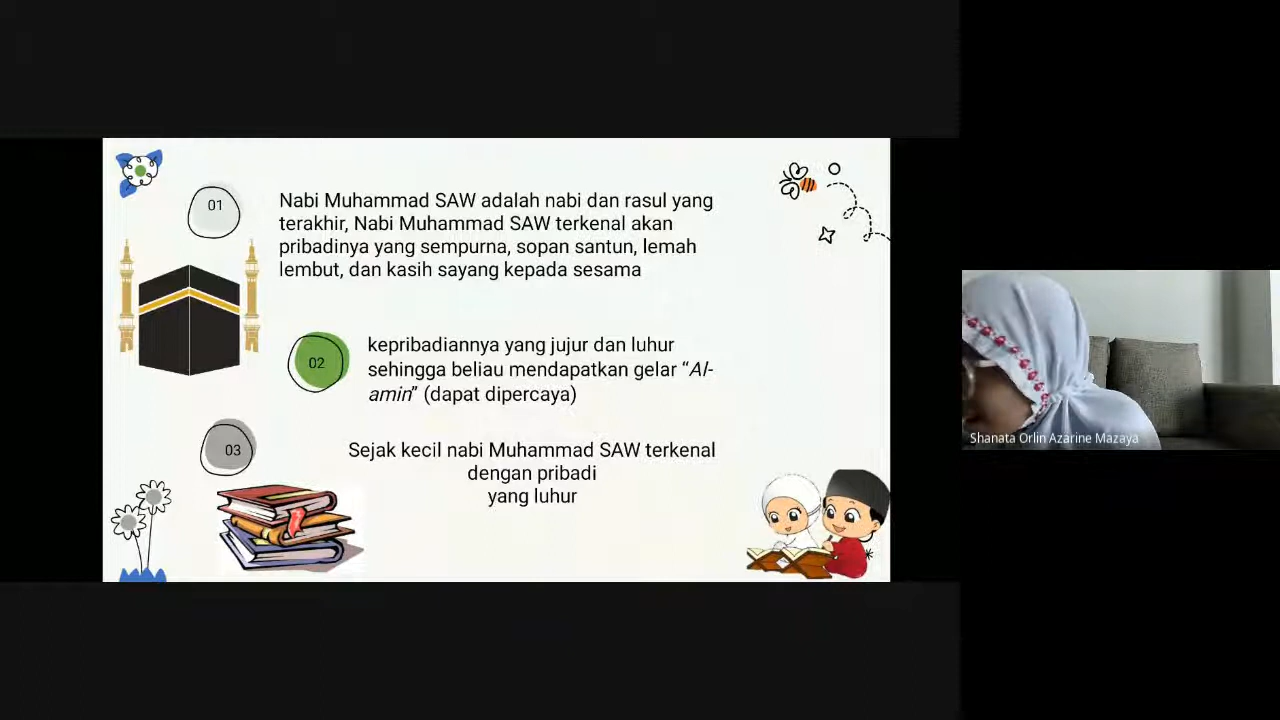 01
Nabi Muhammad SAW adalah nabi dan rasul yang
terakhir, Nabi Muhammad SAW terkenal akan
pribadinya yang sempurna, sopan santun, lemah
lembut, dan kasih sayang kepada sesama
02
kepribadiannya yang jujur dan luhur
sehingga beliau mendapatkan gelar “Al-
amin” (dapat dipercaya)
03
Sejak kecil nabi Muhammad SAW terkenal
dengan pribadi
yang luhur
Shanata Orlin Azarine Mazaya